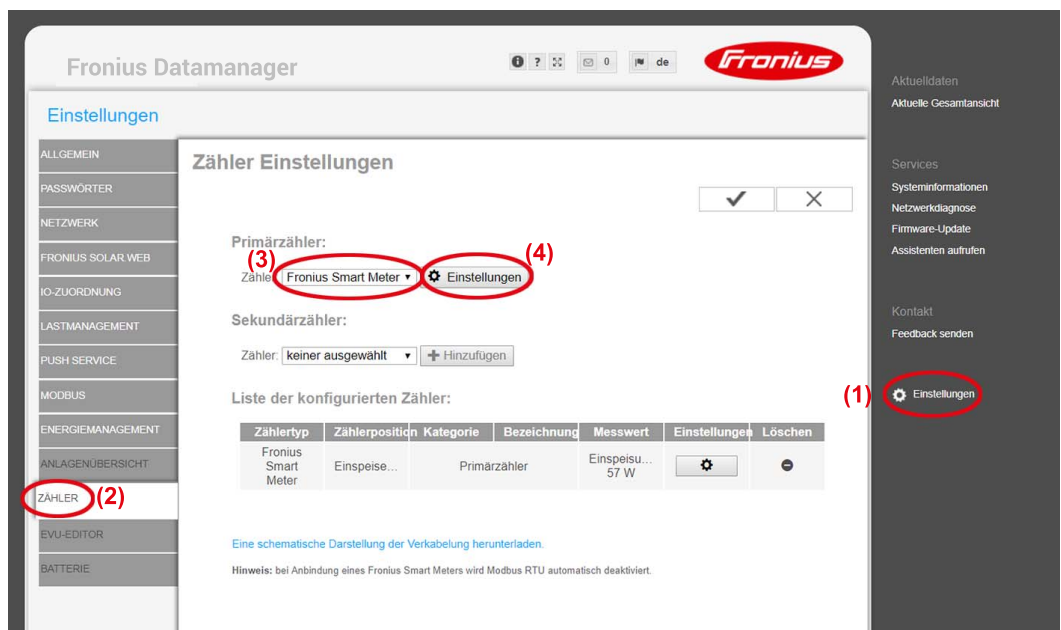 Fronius Datamanager
0
de
Fronius
Einstellungen
ALLGEMEIN
PASSWÖRTER
NETZWERK
FRONIUS SOLAR.WEB
IO-ZUORDNUNG
LASTMANAGEMENT
PUSH SERVICE
MODBUS
ENERGIEMANAGEMENT
ANLAGENÜBERSICHT
ZÄHLER (2)
EVU-EDITOR
BATTERIE
Zähler Einstellungen
Primärzähler:
(3) (4)
Zähler: Fronius Smart Meter Einstellungen
Sekundärzähler:
Zähler: keiner ausgewählt Hinzufügen
Liste der konfigurierten Zähler:
Zählertyp Zählerposition Kategorie Bezeichnung Messwert Einstellungen Löschen
Fronius Smart Meter Einspeise... Primärzähler Einspeisu... 57 W
Eine schematische Darstellung der Verkabelung herunterladen.
Hinweis: bei Anbindung eines Fronius Smart Meters wird Modbus RTU automatisch deaktiviert.
Aktuelldaten
Aktuelle Gesamtansicht
Services
Systeminformationen
Netzwerkdiagnose
Firmware-Update
Assistenten aufrufen
Kontakt
Feedback senden
(1) Einstellungen